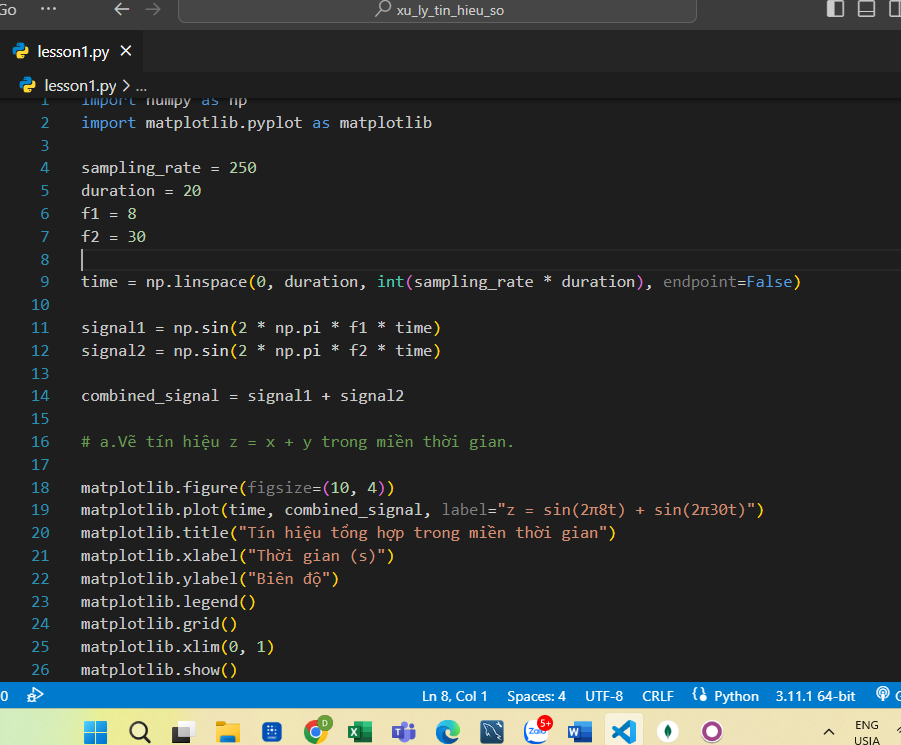 Go ··· ← → xu_ly_tin_hieu_so
lesson1.py ×
lesson1.py > ...
1 import numpy as np
2 import matplotlib.pyplot as matplotlib
3
4 sampling_rate = 250
5 duration = 20
6 f1 = 8
7 f2 = 30
8
9 time = np.linspace(0, duration, int(sampling_rate * duration), endpoint=False)
10
11 signal1 = np.sin(2 * np.pi * f1 * time)
12 signal2 = np.sin(2 * np.pi * f2 * time)
13
14 combined_signal = signal1 + signal2
15
16 # a.Vẽ tín hiệu z = x + y trong miền thời gian.
17
18 matplotlib.figure(figsize=(10, 4))
19 matplotlib.plot(time, combined_signal, label="z = sin(2π8t) + sin(2π30t)")
20 matplotlib.title("Tín hiệu tổng hợp trong miền thời gian")
21 matplotlib.xlabel("Thời gian (s)")
22 matplotlib.ylabel("Biên độ")
23 matplotlib.legend()
24 matplotlib.grid()
25 matplotlib.xlim(0, 1)
26 matplotlib.show()
0 Ln 8, Col 1 Spaces: 4 UTF-8 CRLF Python 3.11.1 64-bit G
D 5+ Zalo ENG
USIA